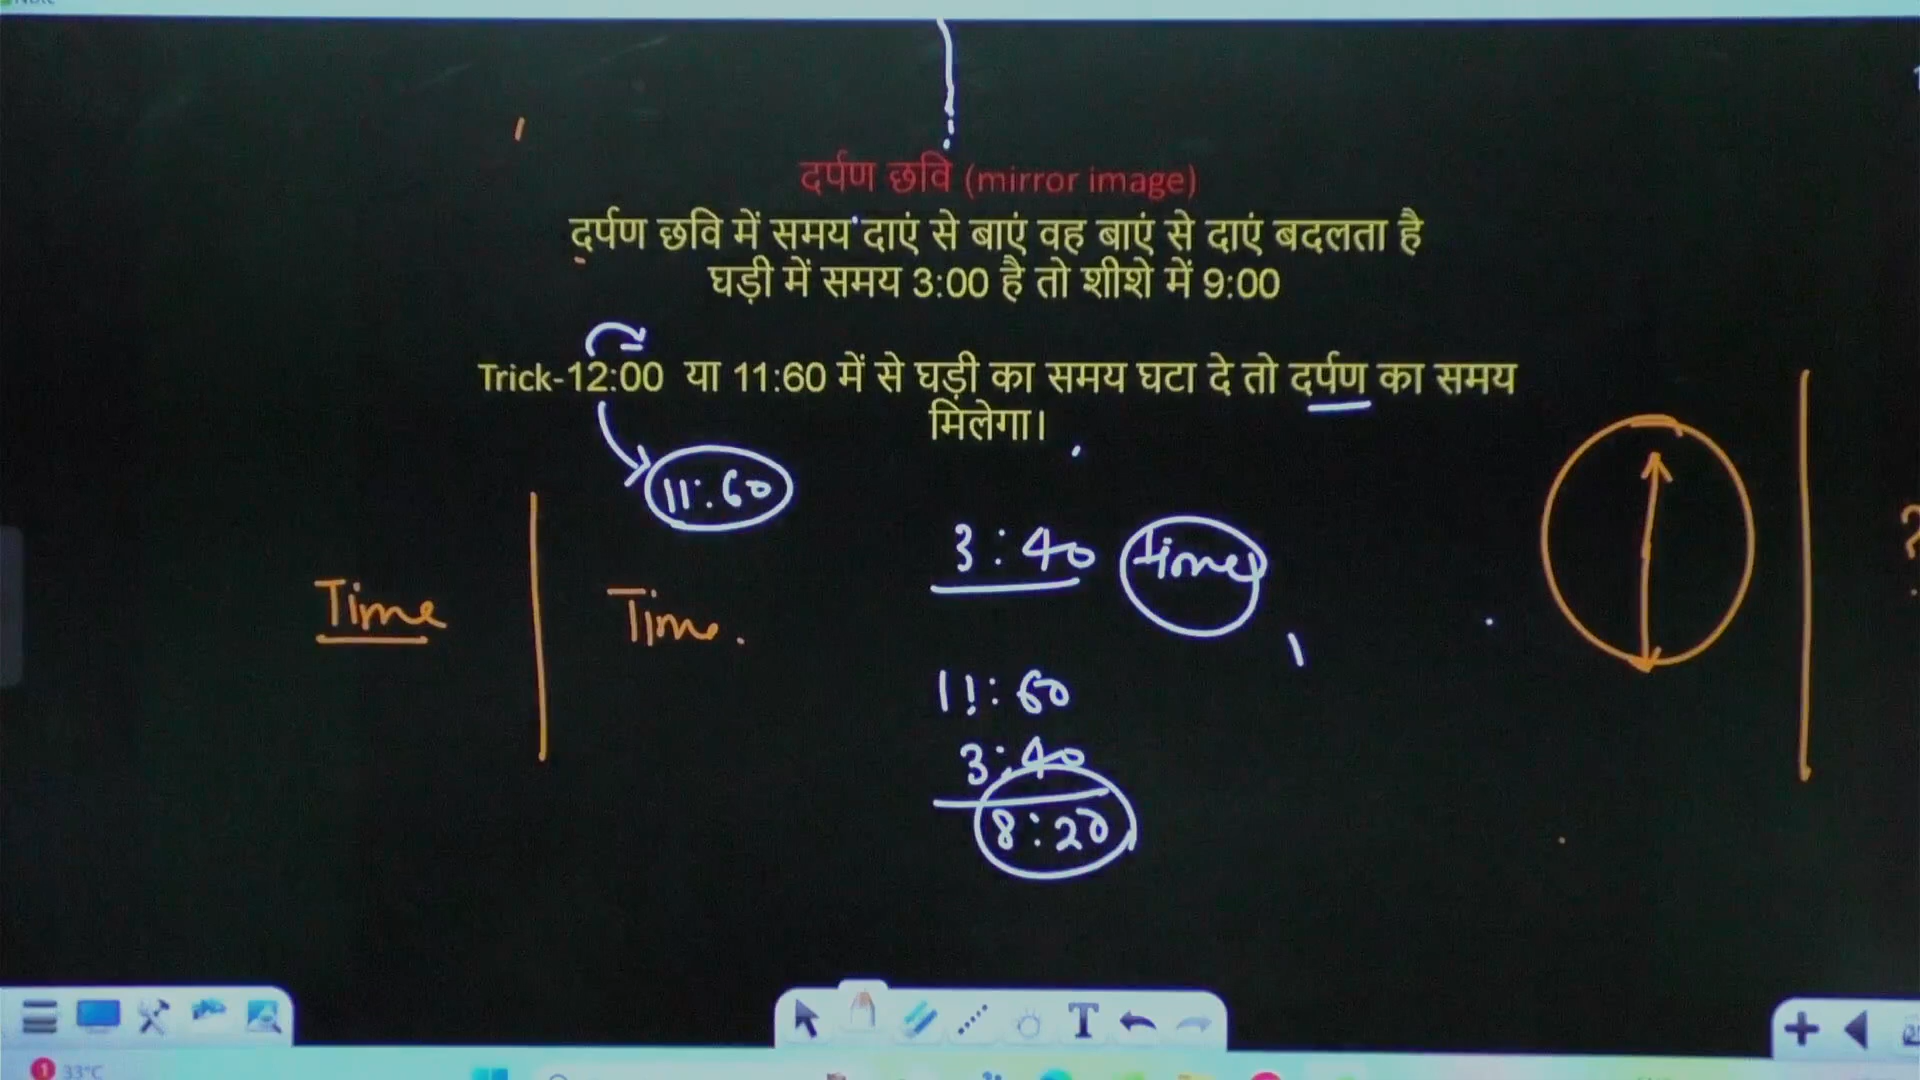 दर्पण छवि (mirror image)
दर्पण छवि में समय दाएं से बाएं वह बाएं से दाएं बदलता है
घड़ी में समय 3:00 है तो शीशे में 9:00
Trick-12:00 या 11:60 में से घड़ी का समय घटा दे तो दर्पण का समय
मिलेगा।
11:60
3:40 Time
Time
Time.
?
11:60
3:40
8:20
T
1 33°C